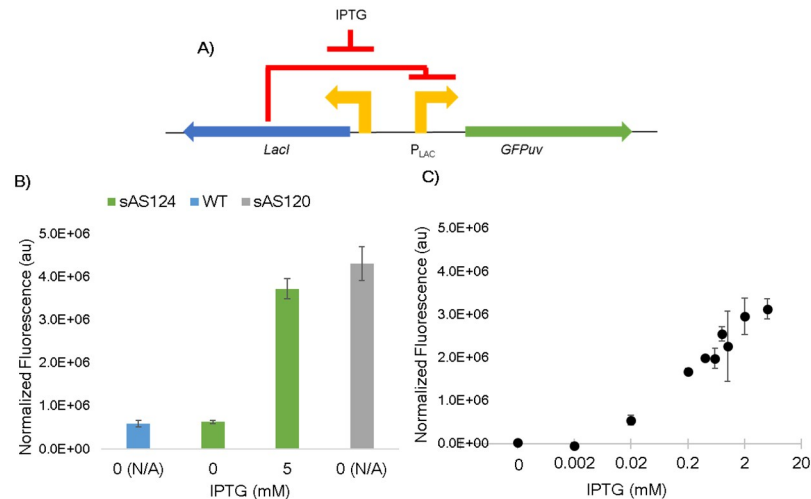 IPTG
A)
LacI
PLAC
GFPuv
B)
sAS124 WT sAS120
Normalized Fluorescence (au)
5.0E+06
4.0E+06
3.0E+06
2.0E+06
1.0E+06
0.0E+00
0 (N/A) 0 5 0 (N/A)
IPTG (mM)
C)
Normalized Fluorescence (au)
5.0E+06
4.0E+06
3.0E+06
2.0E+06
1.0E+06
0.0E+00
0 0.002 0.02 0.2 2 20
IPTG (mM)